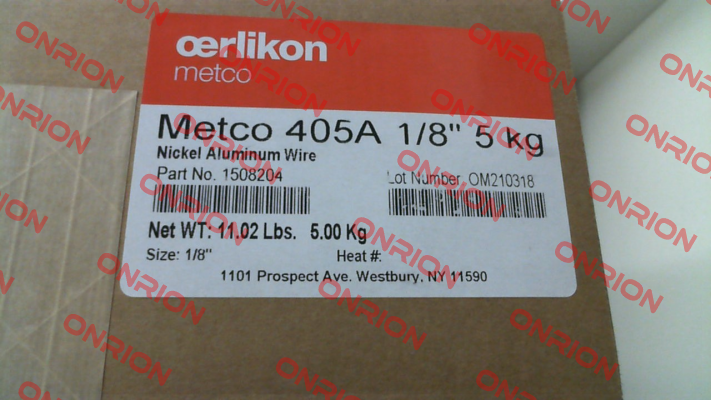 œrlikon
metco
Metco 405A 1/8" 5 kg
Nickel Aluminum Wire
Part No. 1508204 Lot Number OM210318
Net WT: 11.02 Lbs. 5.00 Kg
Size: 1/8" Heat #:
1101 Prospect Ave. Westbury, NY 11590
ONRION